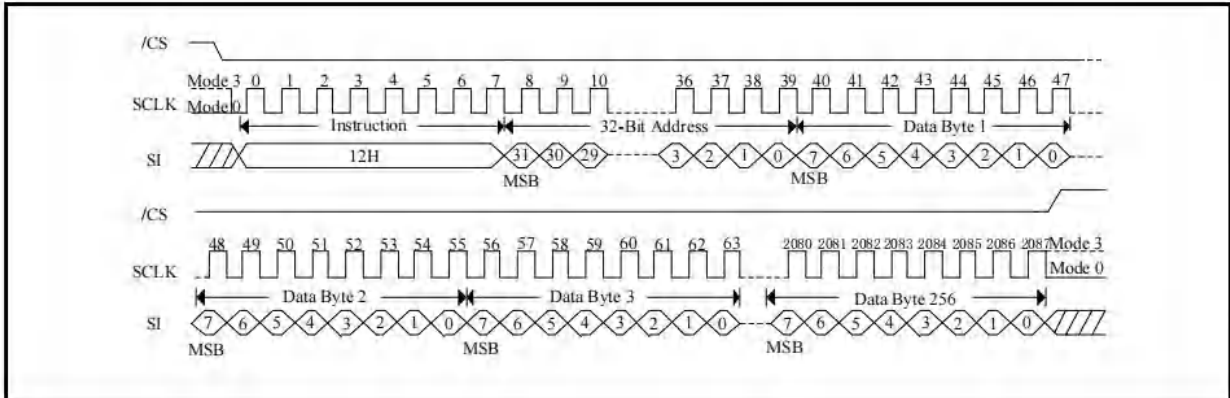 /CS
Mode 3 0 1 2 3 4 5 6 7 8 9 10 36 37 38 39 40 41 42 43 44 45 46 47
SCLK Mode 0
Instruction 32-Bit Address Data Byte 1
SI 12H 31 30 29 3 2 1 0 7 6 5 4 3 2 1 0
MSB MSB
/CS
48 49 50 51 52 53 54 55 56 57 58 59 60 61 62 63 2080 2081 2082 2083 2084 2085 2086 2087 Mode 3
SCLK Mode 0
Data Byte 2 Data Byte 3 Data Byte 256
SI 7 6 5 4 3 2 1 0 7 6 5 4 3 2 1 0 7 6 5 4 3 2 1 0
MSB MSB MSB